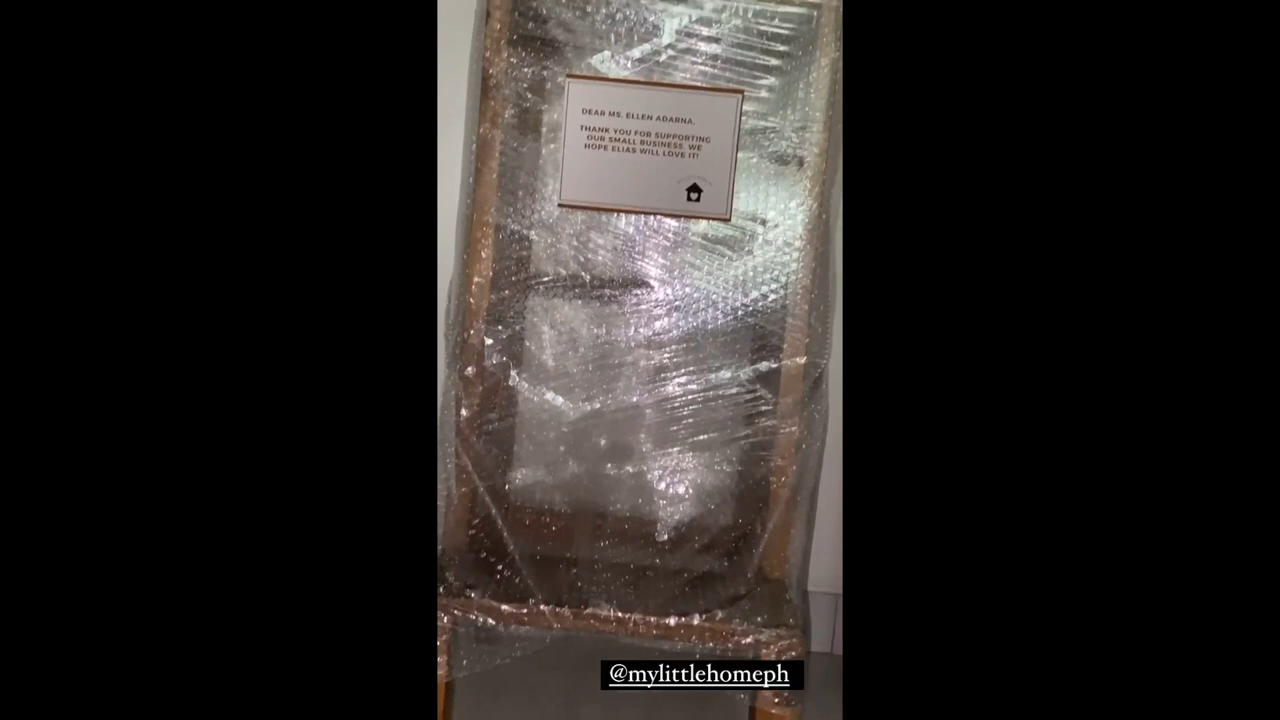 DEAR MS. ELLEN ADARNA,
THANK YOU FOR SUPPORTING
OUR SMALL BUSINESS. WE
HOPE ELIAS WILL LOVE IT!
@mylittlehomeph